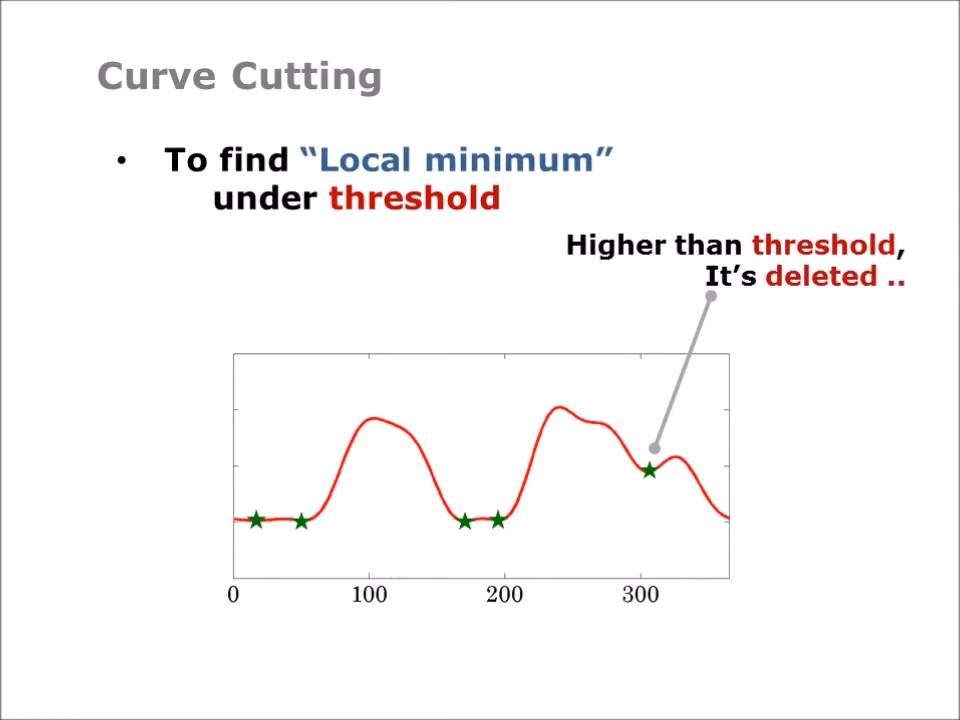 Curve Cutting
• To find “Local minimum”
under threshold
Higher than threshold,
It’s deleted ..
0 100 200 300